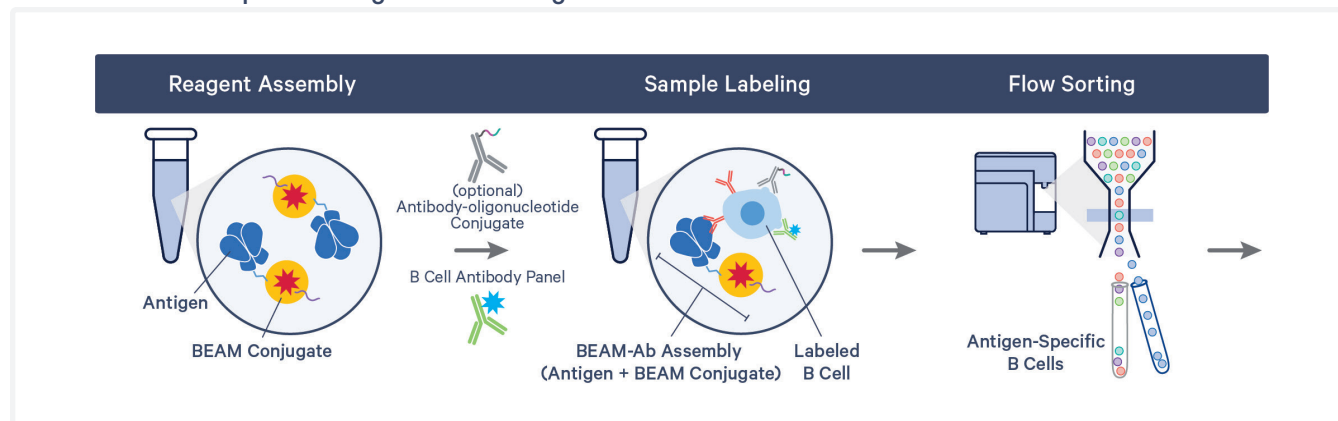 Reagent Assembly
Sample Labeling
Flow Sorting
(optional)
Antibody-oligonucleotide
Conjugate
B Cell Antibody Panel
Antigen
BEAM Conjugate
BEAM-Ab Assembly
(Antigen + BEAM Conjugate)
Labeled
B Cell
Antigen-Specific
B Cells